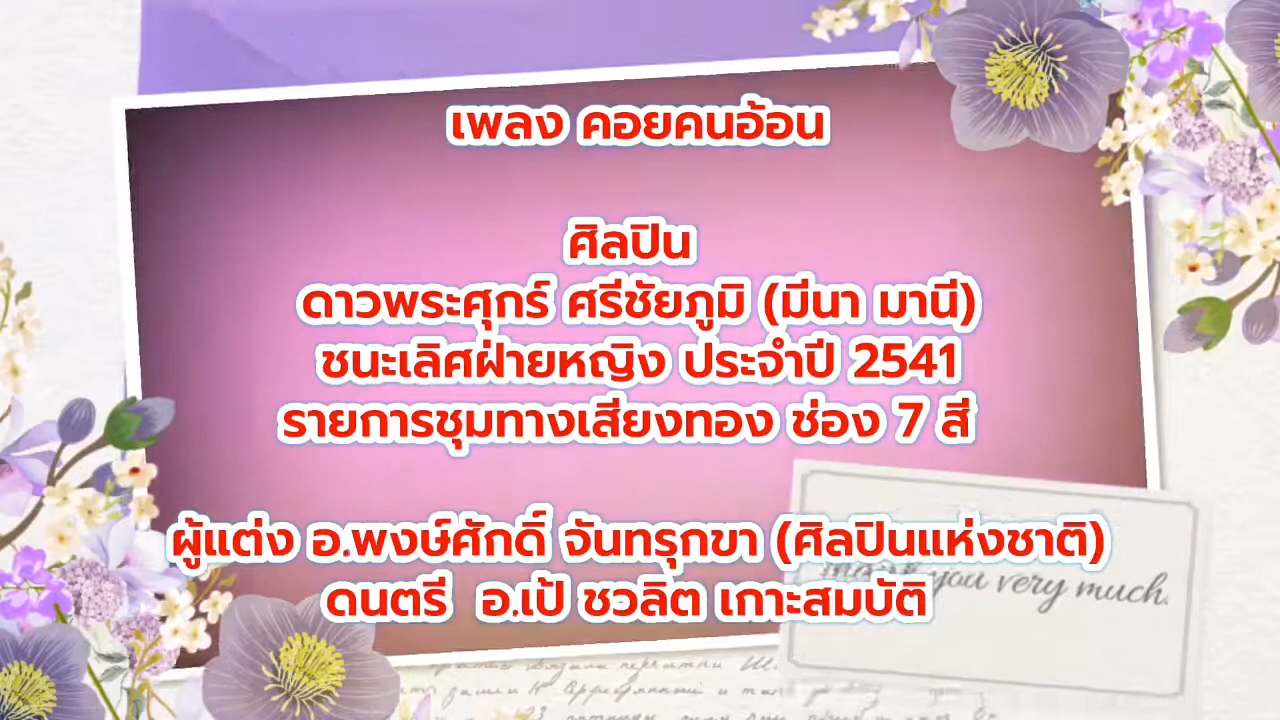 เพลง คอยคนอ้อน
ศิลปิน
ดาวพระศุกร์ ศรีชัยภูมิ (มีนา มานี)
ชนะเลิศฝ่ายหญิง ประจำปี 2541
รายการชุมทางเสียงทอง ช่อง 7 สี
ผู้แต่ง อ.พงษ์ศักดิ์ จันทรุกขา (ศิลปินแห่งชาติ)
you very much.
ดนตรี อ.เป้ ชวลิต เกาะสมบัติ